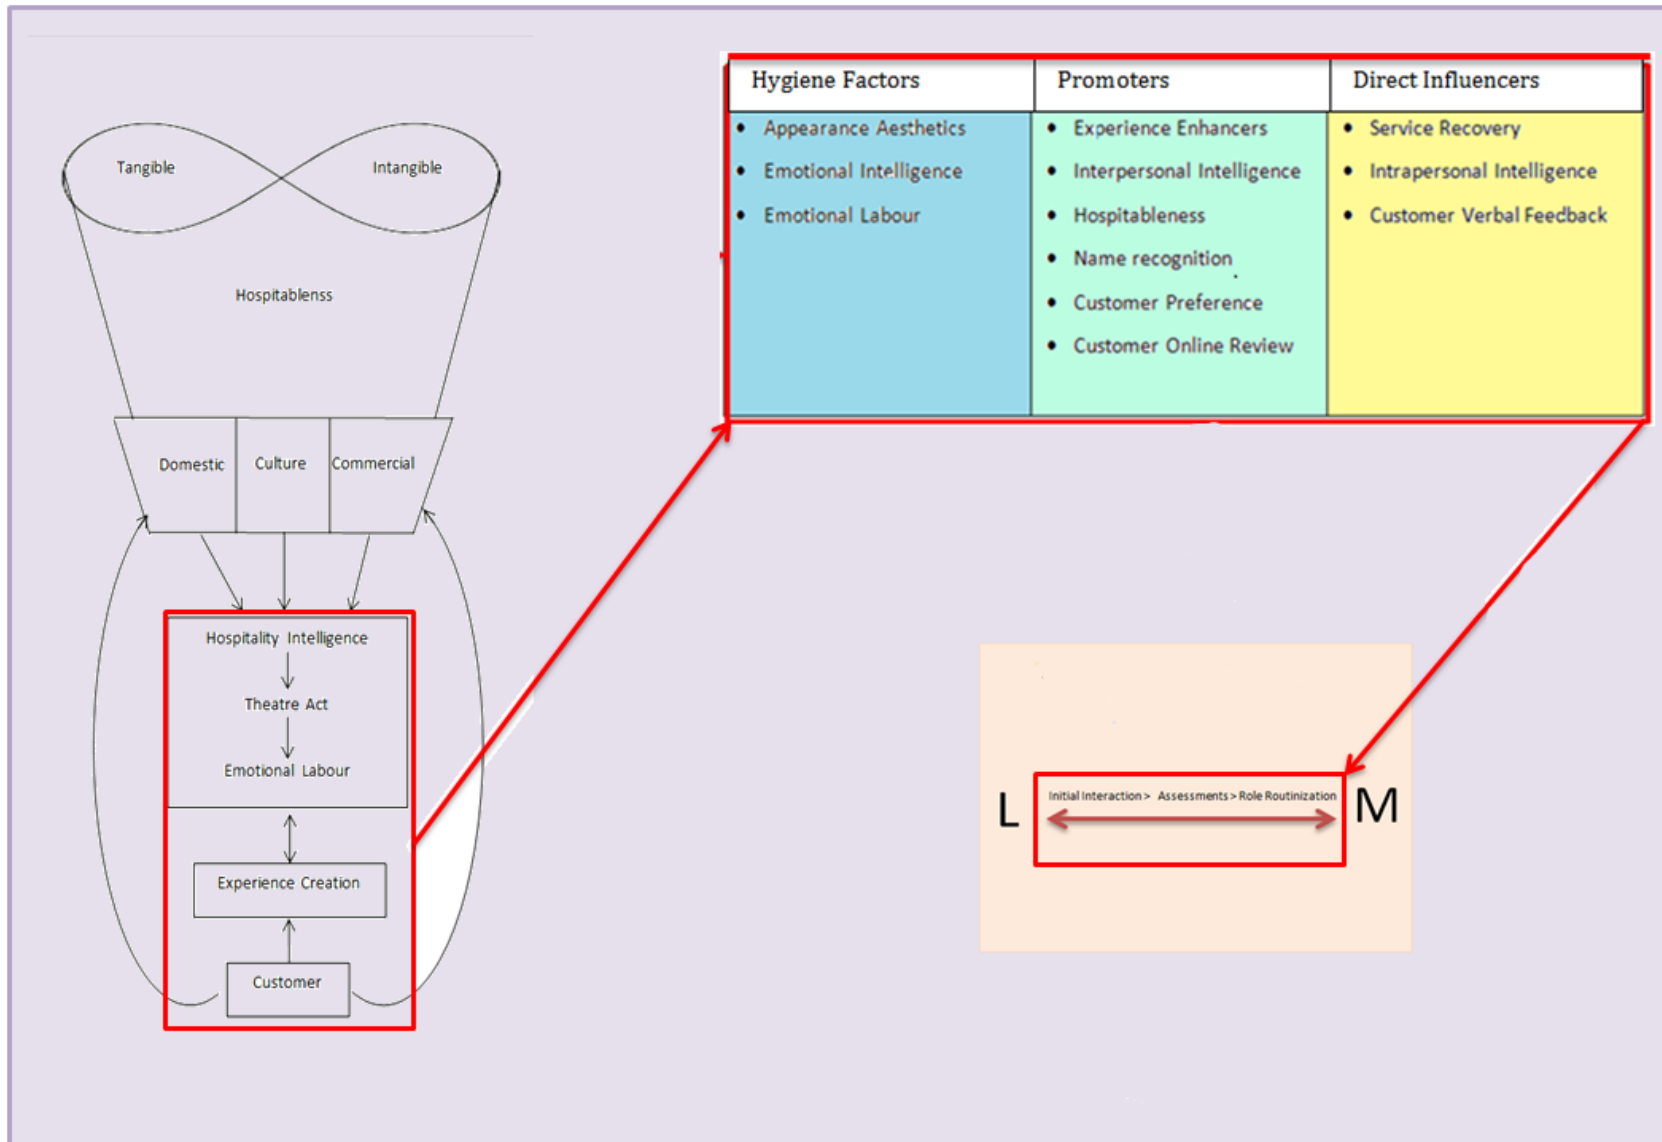 Tangible
Intangible
Hospitablenss
Domestic
Culture
Commercial
Hospitality Intelligence
Theatre Act
Emotional Labour
Experience Creation
Customer
Hygiene Factors
• Appearance Aesthetics
• Emotional Intelligence
• Emotional Labour
Promoters
• Experience Enhancers
• Interpersonal Intelligence
• Hospitableness
• Name recognition
• Customer Preference
• Customer Online Review
Direct Influencers
• Service Recovery
• Intrapersonal Intelligence
• Customer Verbal Feedback
L
Initial Interaction > Assessments > Role Routinization
M